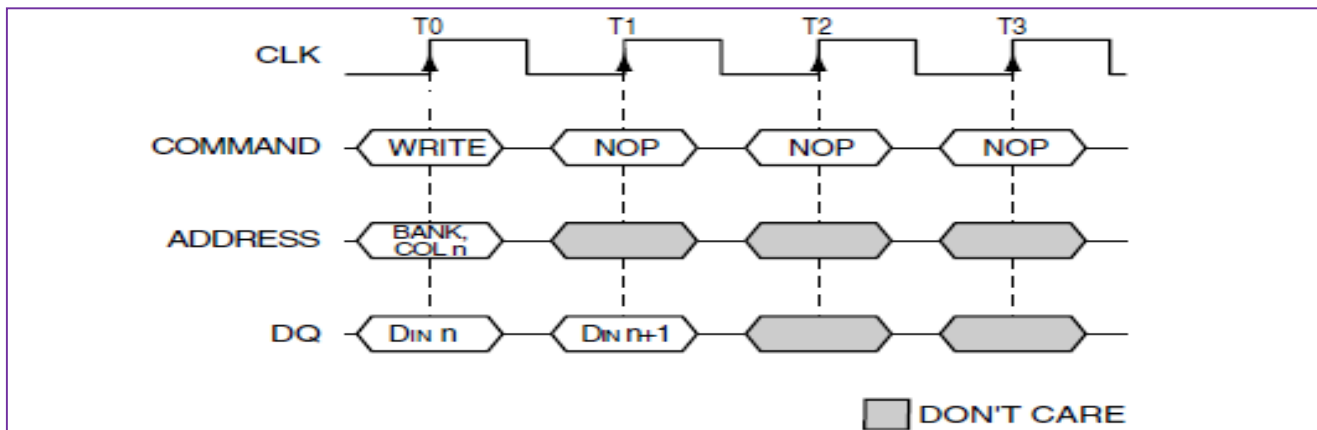 T0 T1 T2 T3
CLK
COMMAND WRITE NOP NOP NOP
ADDRESS BANK,
COL n
DQ DIN n DIN n+1
DON'T CARE